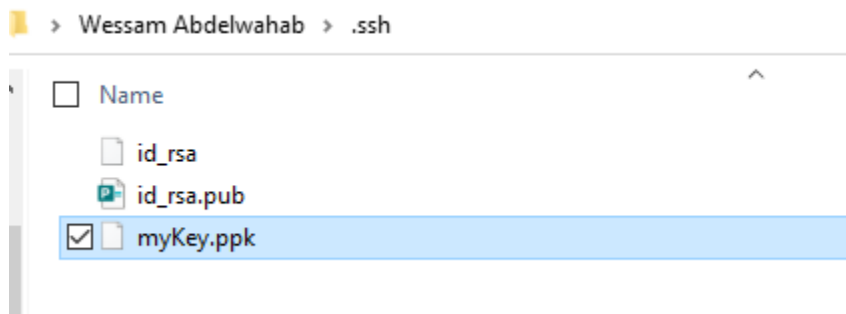 > Wessam Abdelwahab > .ssh
Name
id_rsa
id_rsa.pub
myKey.ppk